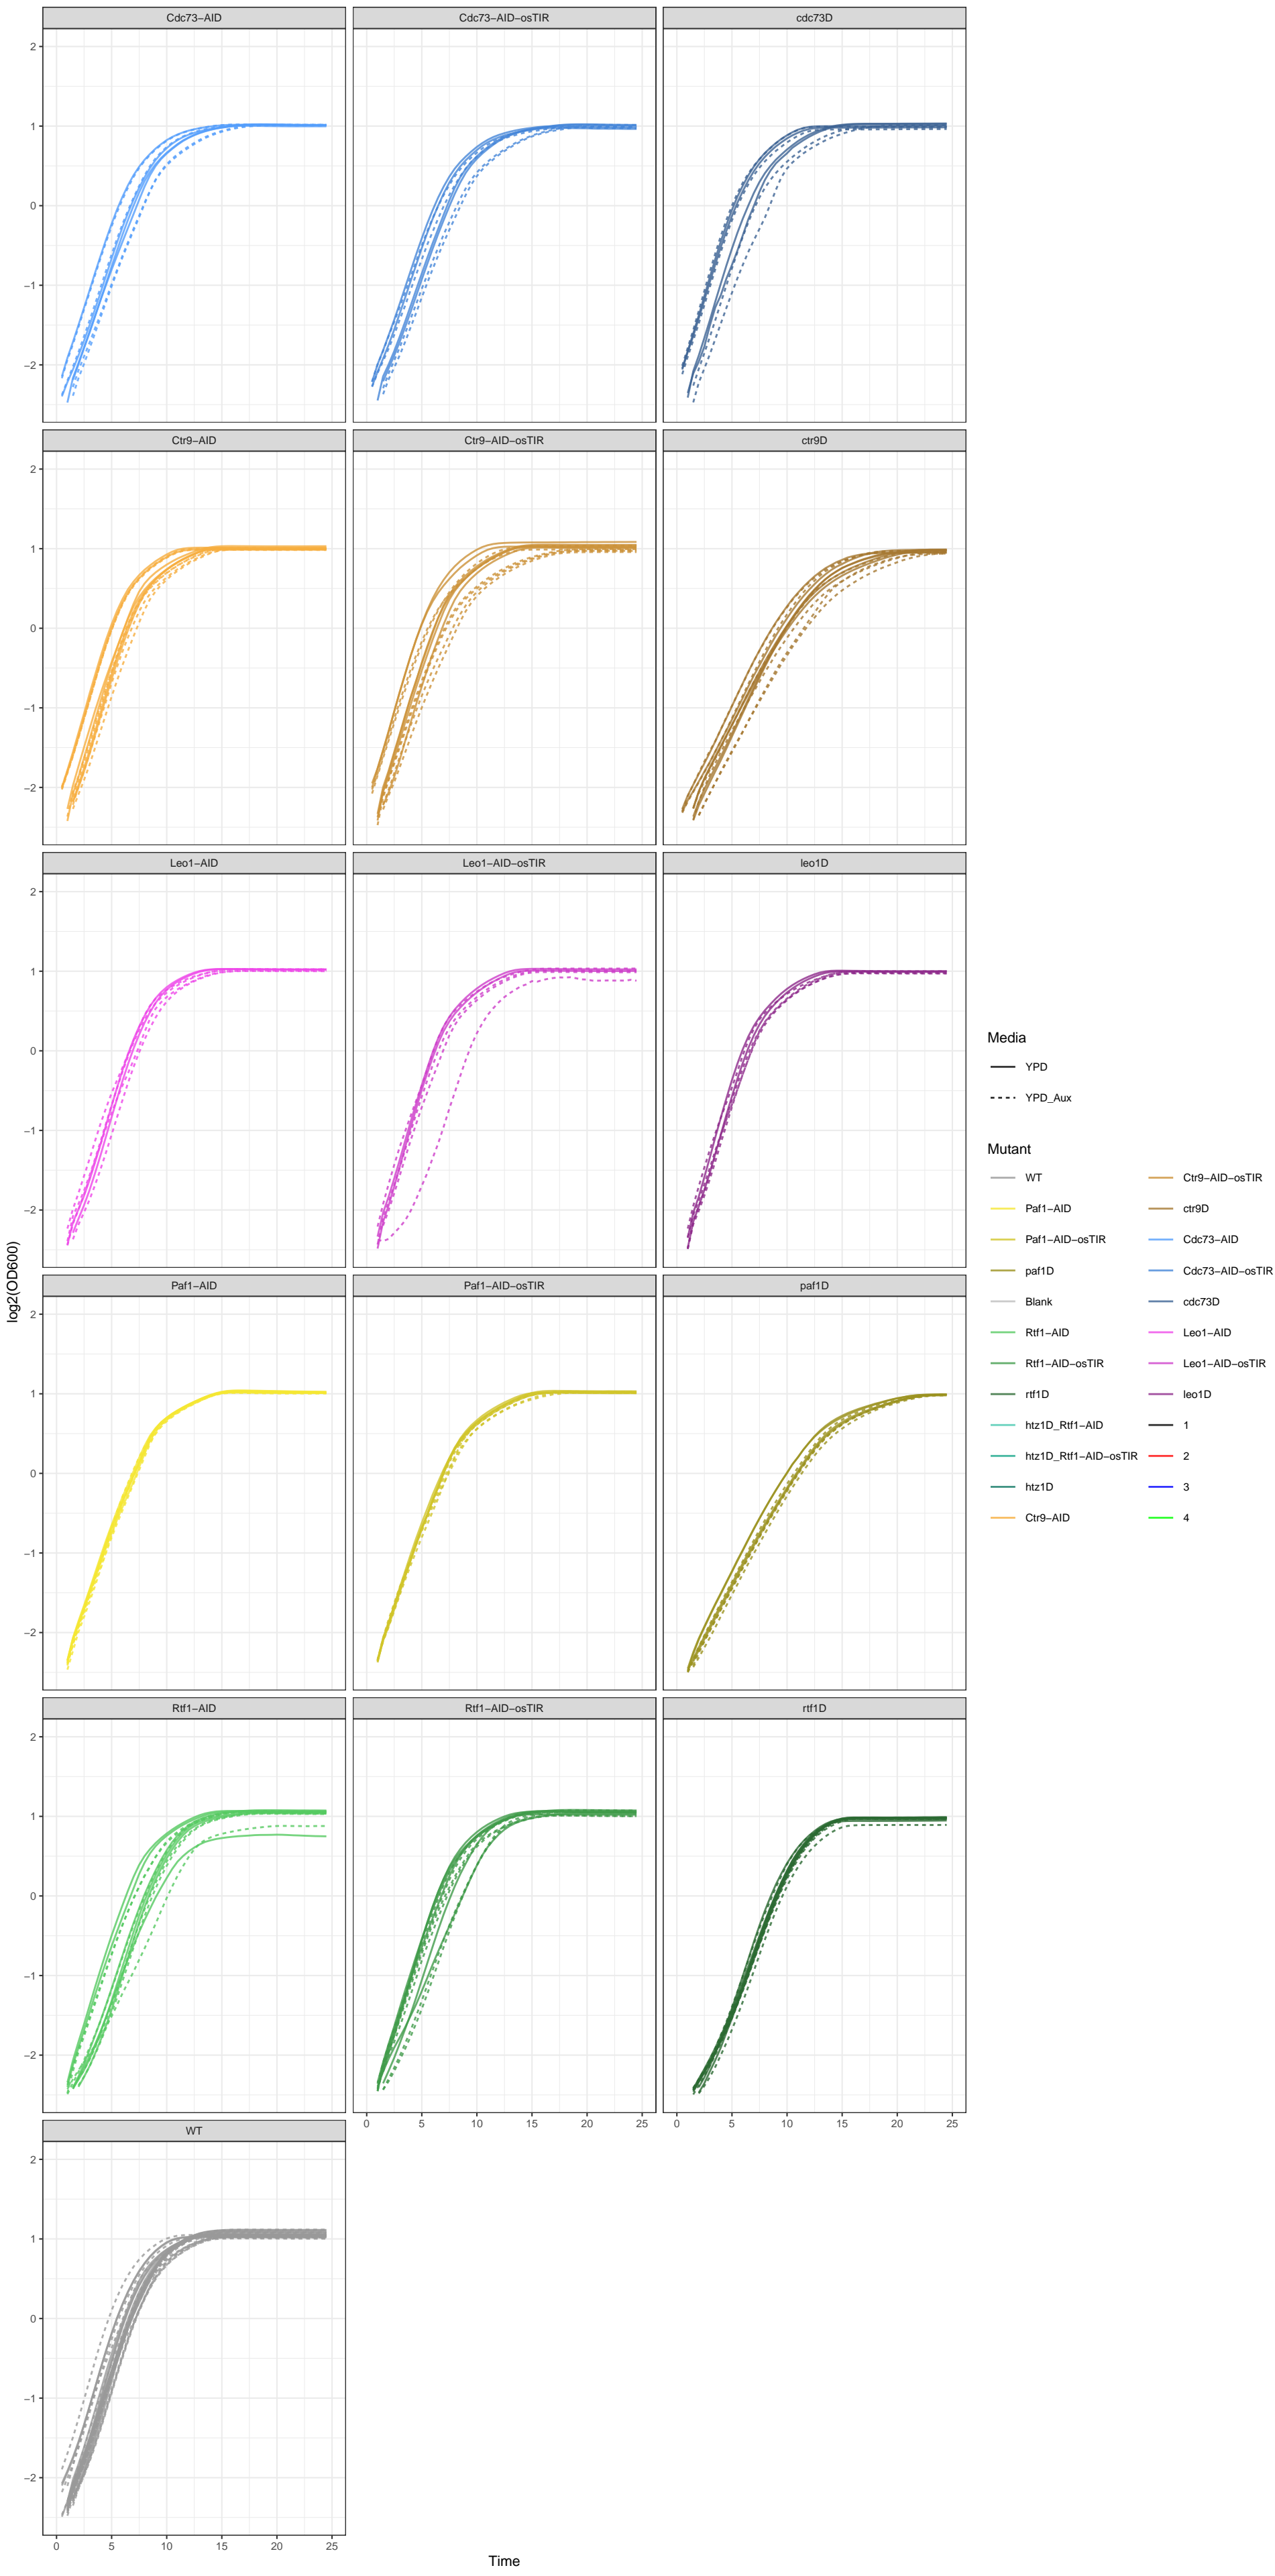 Cdc73−AID
Cdc73−AID−osTIR
cdc73D
2
1
0
−1
−2
Ctr9−AID
Ctr9−AID−osTIR
ctr9D
2
1
0
−1
−2
Leo1−AID
Leo1−AID−osTIR
leo1D
2
1
0
−1
−2
Paf1−AID
Paf1−AID−osTIR
paf1D
2
1
0
−1
−2
Rtf1−AID
Rtf1−AID−osTIR
rtf1D
2
1
0
−1
−2
0 5 10 15 20 25
0 5 10 15 20 25
WT
2
1
0
−1
−2
0 5 10 15 20 25
Time
log2(OD600)
Media
YPD
YPD_Aux
Mutant
WT
Paf1−AID
Paf1−AID−osTIR
paf1D
Blank
Rtf1−AID
Rtf1−AID−osTIR
rtf1D
htz1D_Rtf1−AID
htz1D_Rtf1−AID−osTIR
htz1D
Ctr9−AID
Ctr9−AID−osTIR
ctr9D
Cdc73−AID
Cdc73−AID−osTIR
cdc73D
Leo1−AID
Leo1−AID−osTIR
leo1D
1
2
3
4